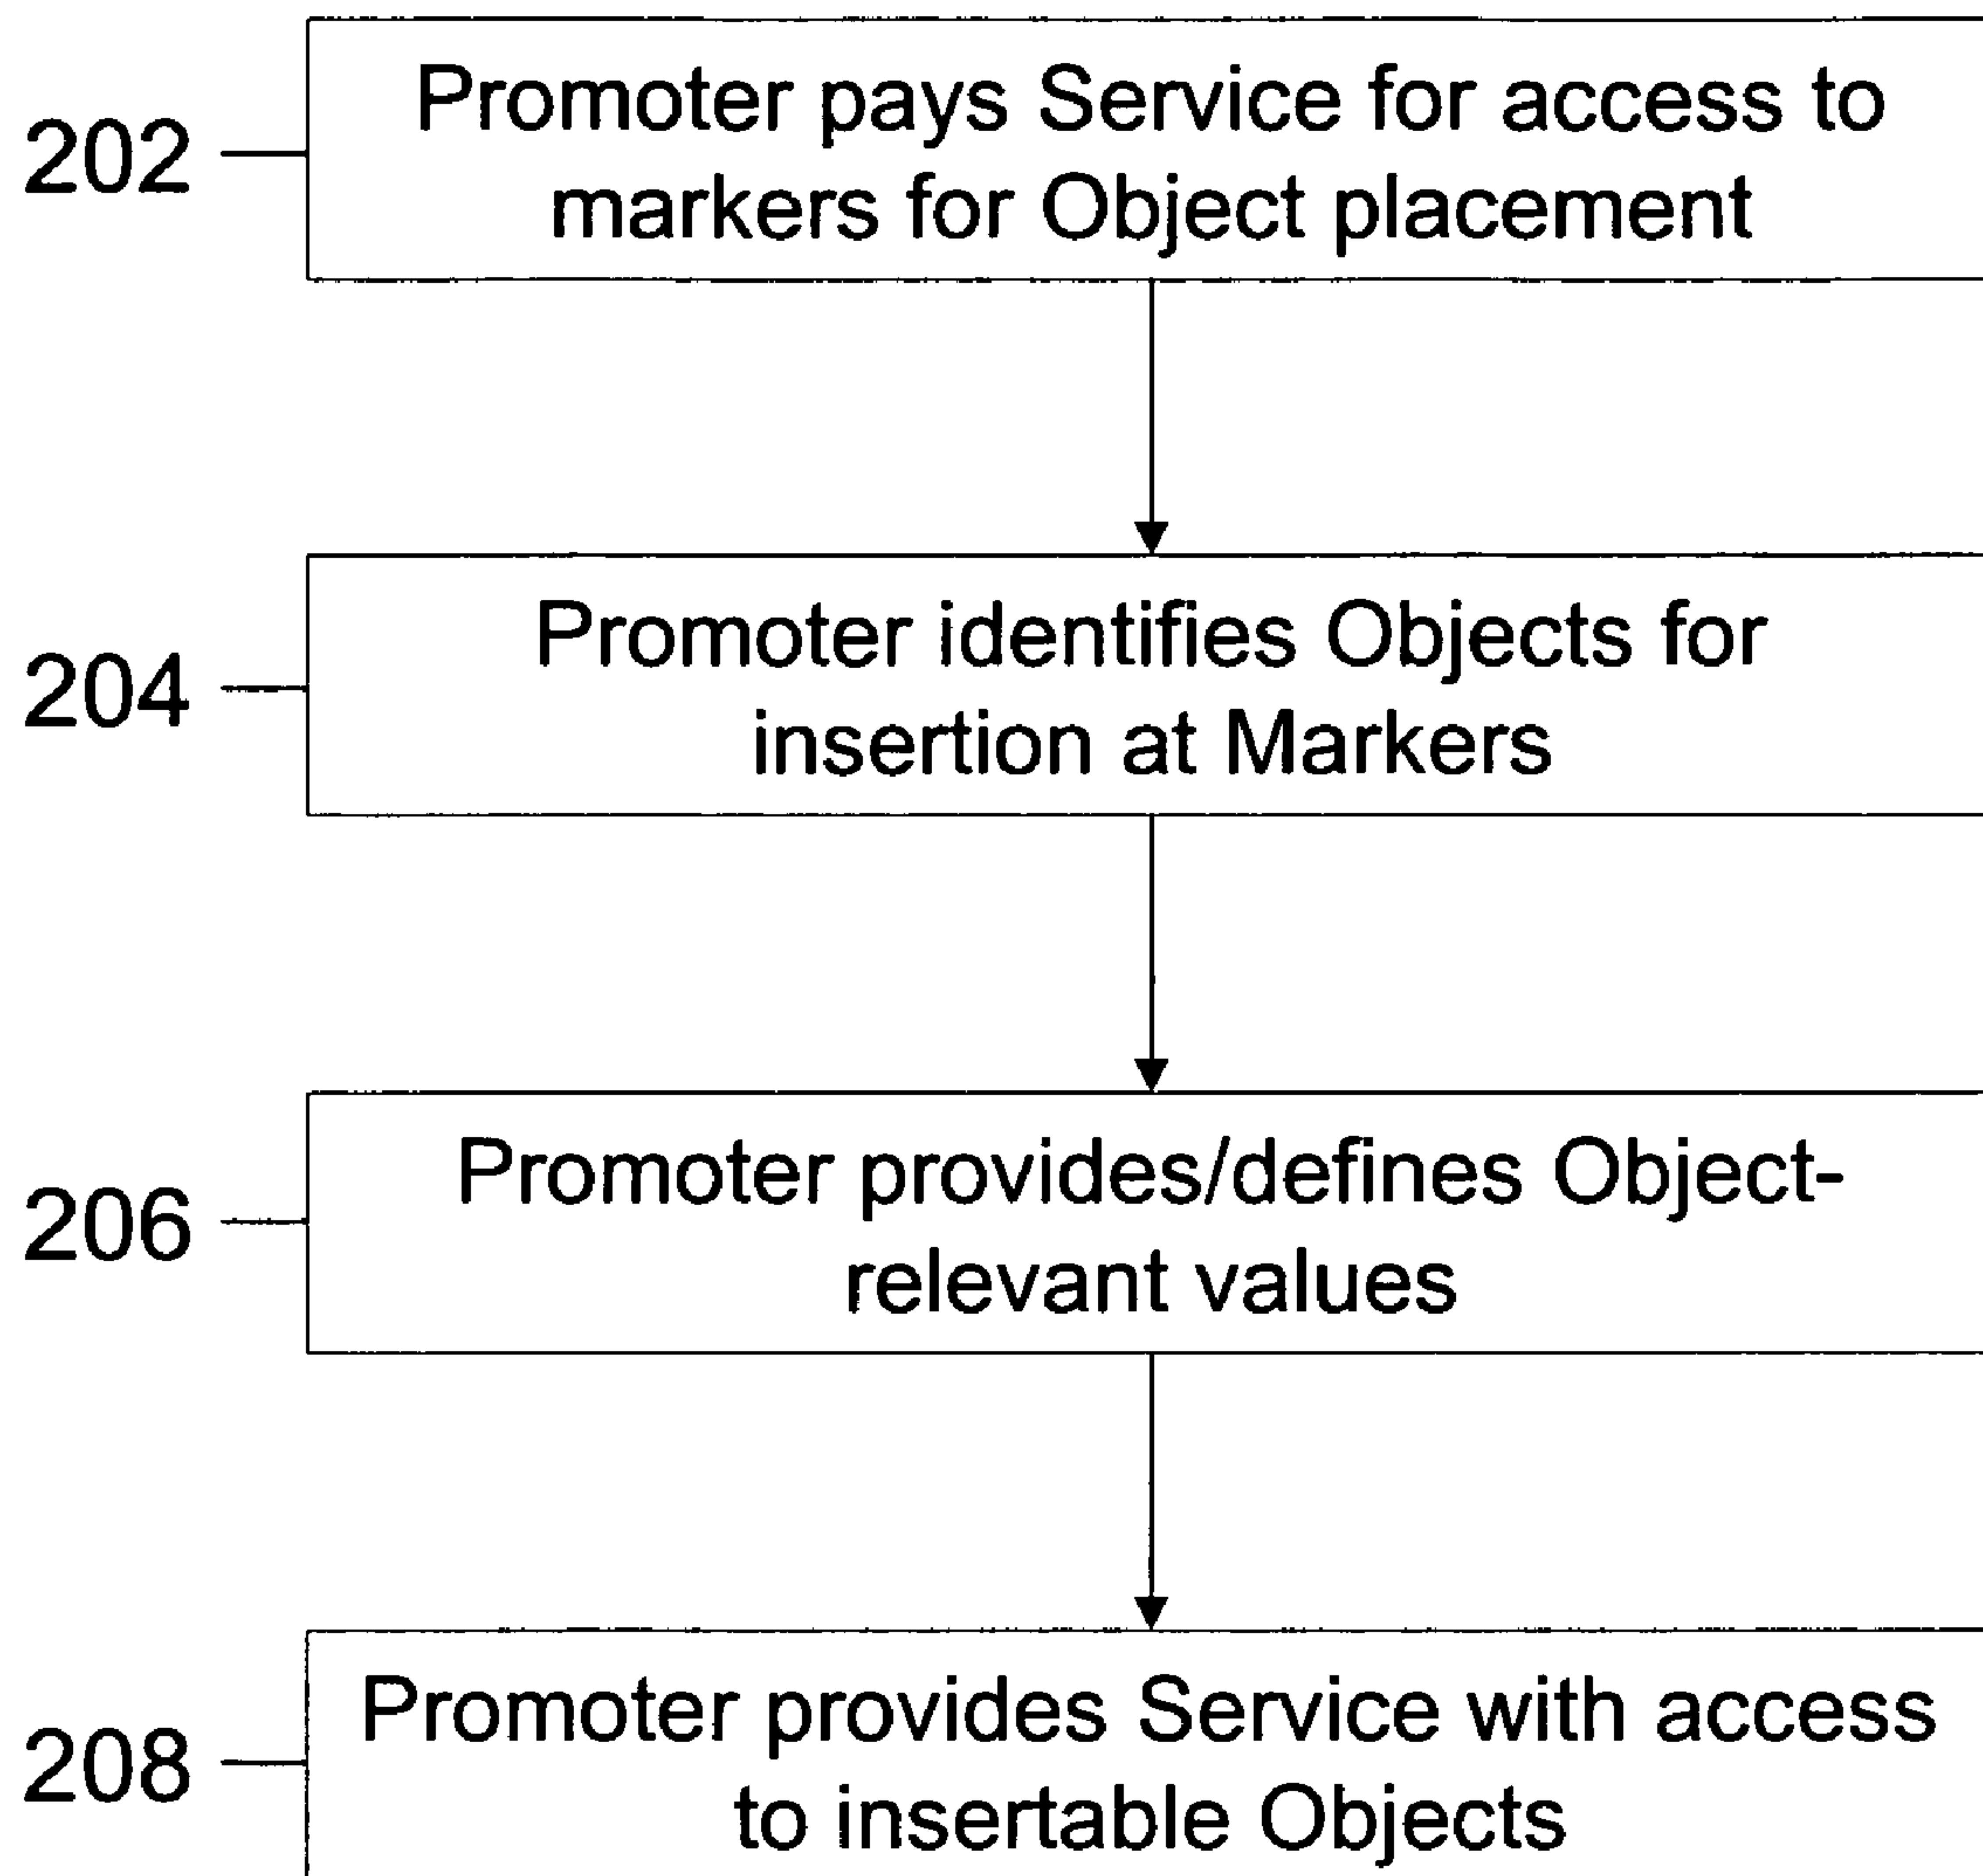 Promoter pays Service for access to
202
markers for Object placement
Promoter identifies Objects for
204
insertion at Markers
Promoter provides/defines Object-
206
relevant values
Promoter provides Service with access
208
to insertable Objects